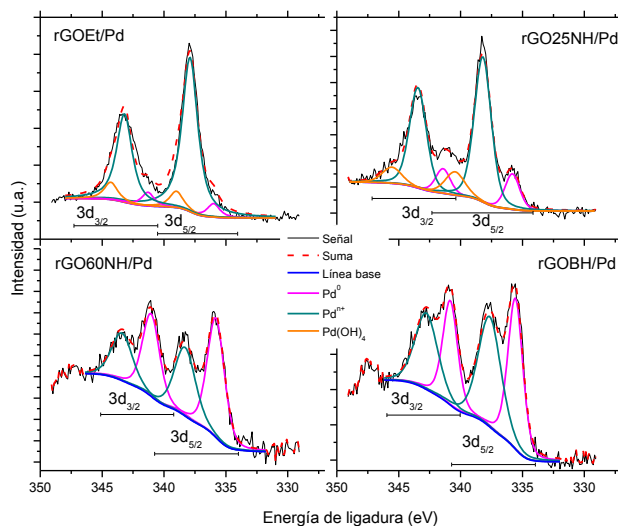 rGOEt/Pd
rGO25NH/Pd
3d3/2
3d5/2
3d3/2
3d5/2
Señal
Suma
Línea base
Pd⁰
Pdⁿ⁺
Pd(OH)₄
rGO60NH/Pd
rGOBH/Pd
3d3/2
3d5/2
3d3/2
3d5/2
350 345 340 335 330
350 345 340 335 330
Intensidad (u.a.)
Energía de ligadura (eV)